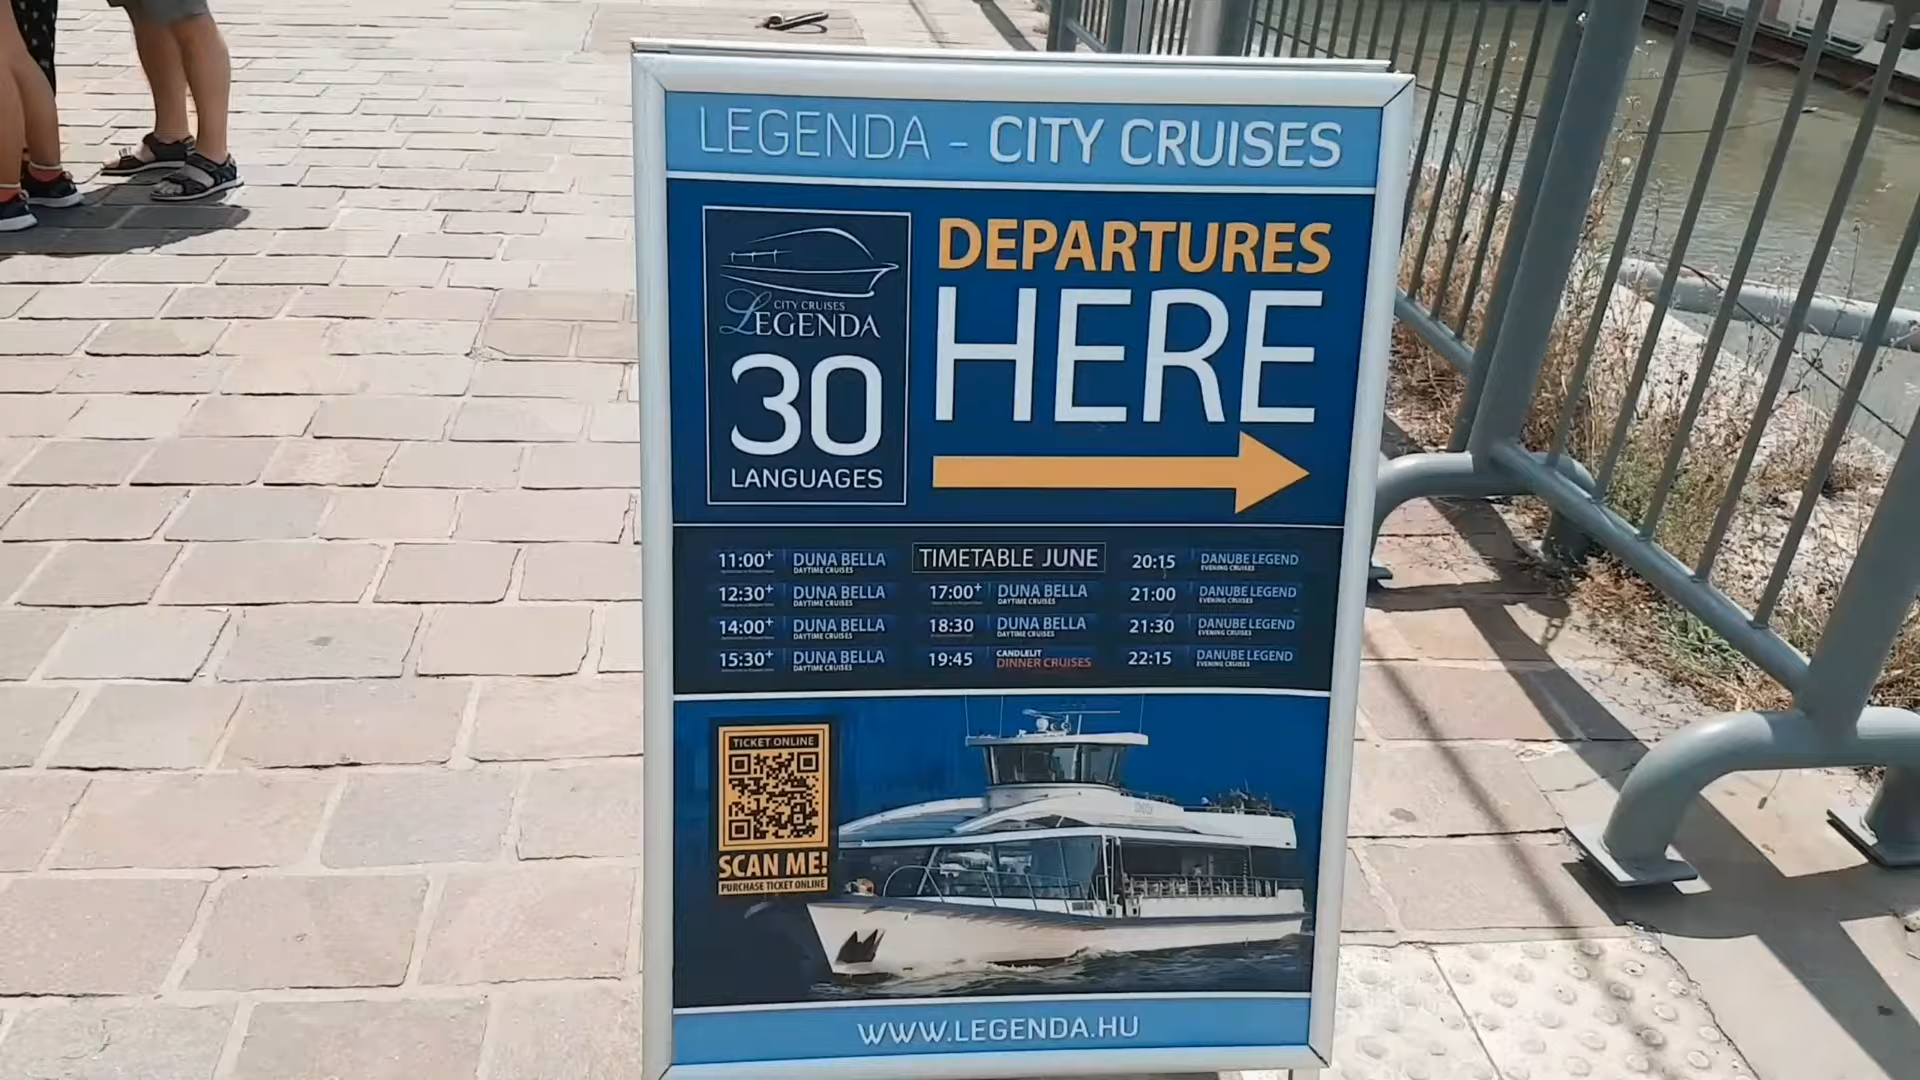 LEGENDA - CITY CRUISES
CITY CRUISES
LEGENDA
30
LANGUAGES
DEPARTURES
HERE
TIMETABLE JUNE
11:00+ DUNA BELLA
DAYTIME CRUISES
12:30+ DUNA BELLA
DAYTIME CRUISES
14:00+ DUNA BELLA
DAYTIME CRUISES
15:30+ DUNA BELLA
DAYTIME CRUISES
17:00+ DUNA BELLA
DAYTIME CRUISES
18:30 DUNA BELLA
DAYTIME CRUISES
19:45 CANDLELIT
DINNER CRUISES
20:15 DANUBE LEGEND
EVENING CRUISES
21:00 DANUBE LEGEND
EVENING CRUISES
21:30 DANUBE LEGEND
EVENING CRUISES
22:15 DANUBE LEGEND
EVENING CRUISES
TICKET ONLINE
SCAN ME!
PURCHASE TICKET ONLINE
WWW.LEGENDA.HU